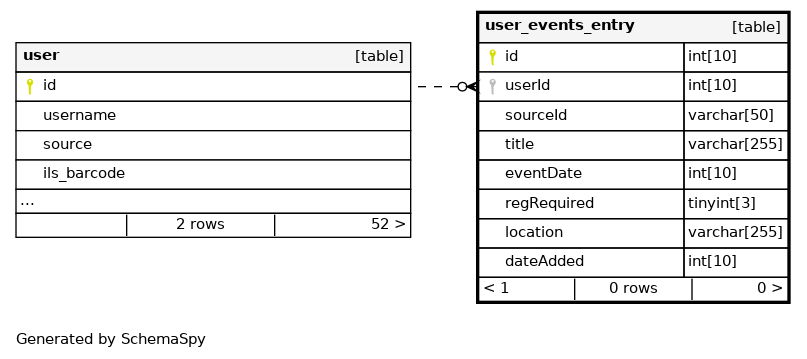 user [table]
id
username
source
ils_barcode
...
2 rows 52 >
user_events_entry [table]
id int[10]
userId int[10]
sourceId varchar[50]
title varchar[255]
eventDate int[10]
regRequired tinyint[3]
location varchar[255]
dateAdded int[10]
< 1 0 rows 0 >
Generated by SchemaSpy